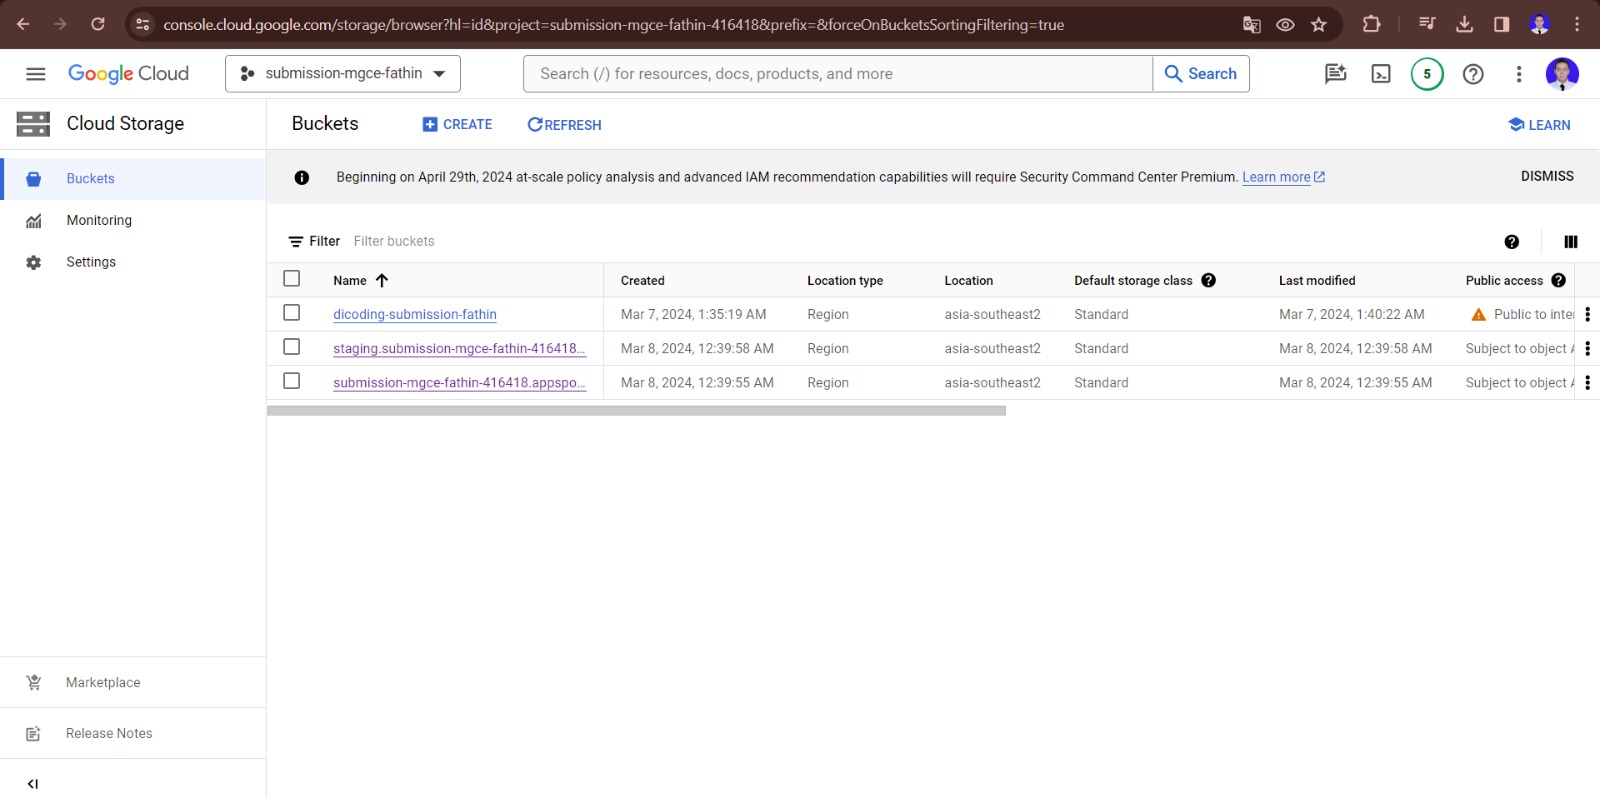 console.cloud.google.com/storage/browser?hl=id&project=submission-mgce-fathin-416418&prefix=&forceOnBucketsSortingFiltering=true
Google Cloud
submission-mgce-fathin
Search (/) for resources, docs, products, and more
Search
5
Cloud Storage
Buckets
CREATE
REFRESH
LEARN
Buckets
Monitoring
Settings
Beginning on April 29th, 2024 at-scale policy analysis and advanced IAM recommendation capabilities will require Security Command Center Premium. Learn more
DISMISS
Filter Filter buckets
Name Created Location type Location Default storage class Last modified Public access
dicoding-submission-fathin Mar 7, 2024, 1:35:19 AM Region asia-southeast2 Standard Mar 7, 2024, 1:40:22 AM Public to inte
staging.submission-mgce-fathin-416418... Mar 8, 2024, 12:39:58 AM Region asia-southeast2 Standard Mar 8, 2024, 12:39:58 AM Subject to object A
submission-mgce-fathin-416418.appspo... Mar 8, 2024, 12:39:55 AM Region asia-southeast2 Standard Mar 8, 2024, 12:39:55 AM Subject to object A
Marketplace
Release Notes